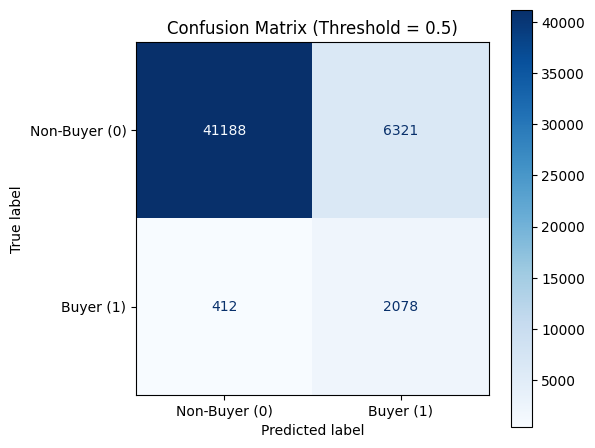 Confusion Matrix (Threshold = 0.5)
True label
Non-Buyer (0)
41188
6321
Buyer (1)
412
2078
Non-Buyer (0)
Buyer (1)
Predicted label
40000
35000
30000
25000
20000
15000
10000
5000